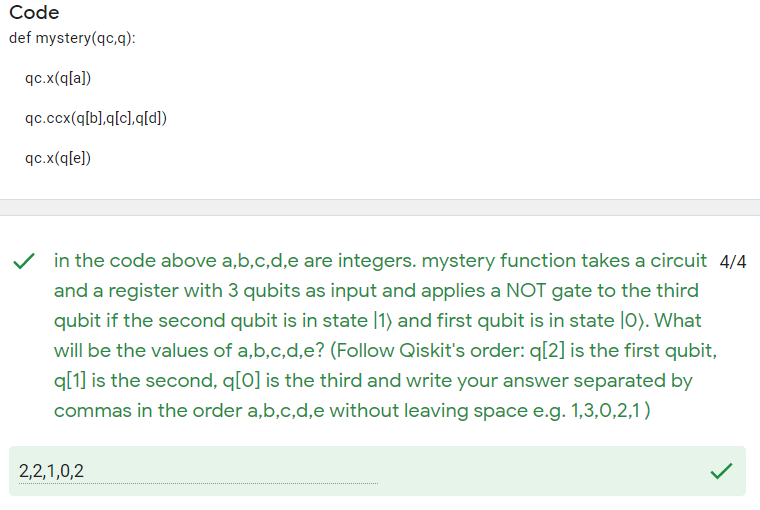 Code
def mystery(qc,q):
qc.x(q[a])
qc.ccx(q[b],q[c],q[d])
qc.x(q[e])
in the code above a,b,c,d,e are integers. mystery function takes a circuit 4/4
and a register with 3 qubits as input and applies a NOT gate to the third
qubit if the second qubit is in state |1⟩ and first qubit is in state |0⟩. What
will be the values of a,b,c,d,e? (Follow Qiskit's order: q[2] is the first qubit,
q[1] is the second, q[0] is the third and write your answer separated by
commas in the order a,b,c,d,e without leaving space e.g. 1,3,0,2,1 )
2,2,1,0,2